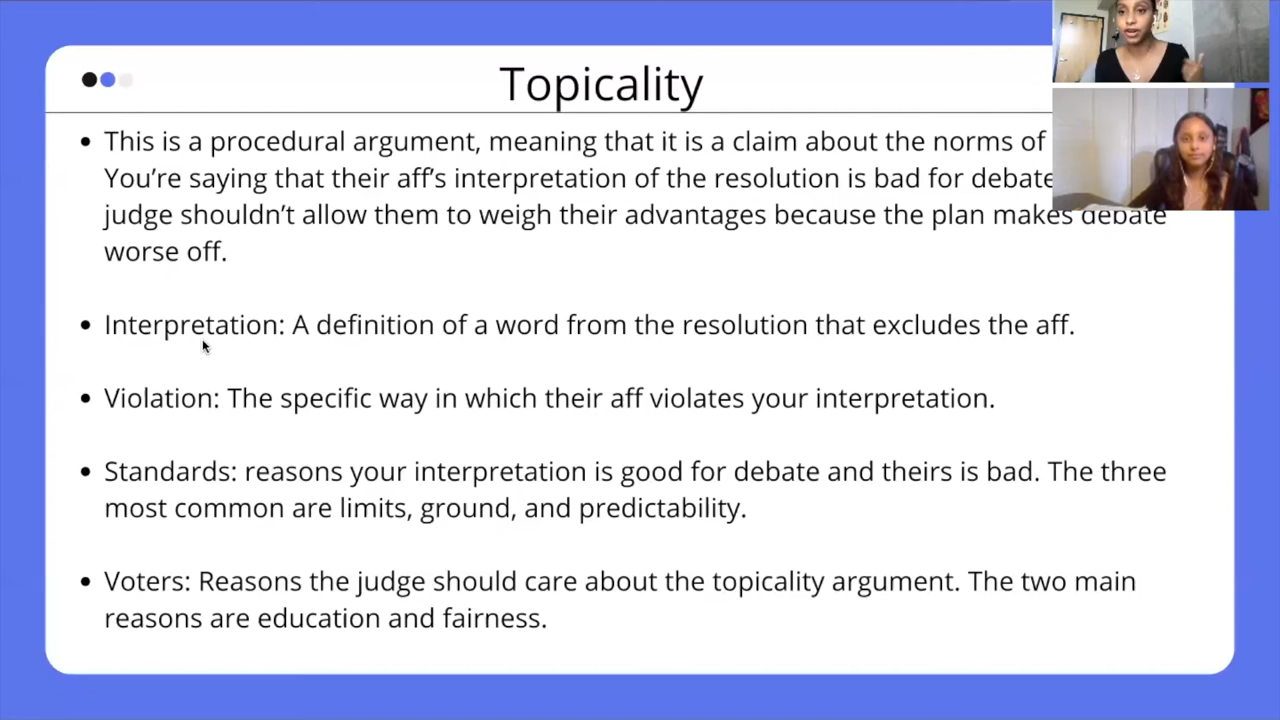 Topicality
• This is a procedural argument, meaning that it is a claim about the norms of
You’re saying that their aff’s interpretation of the resolution is bad for debate
judge shouldn’t allow them to weigh their advantages because the plan makes debate
worse off.
• Interpretation: A definition of a word from the resolution that excludes the aff.
• Violation: The specific way in which their aff violates your interpretation.
• Standards: reasons your interpretation is good for debate and theirs is bad. The three
most common are limits, ground, and predictability.
• Voters: Reasons the judge should care about the topicality argument. The two main
reasons are education and fairness.